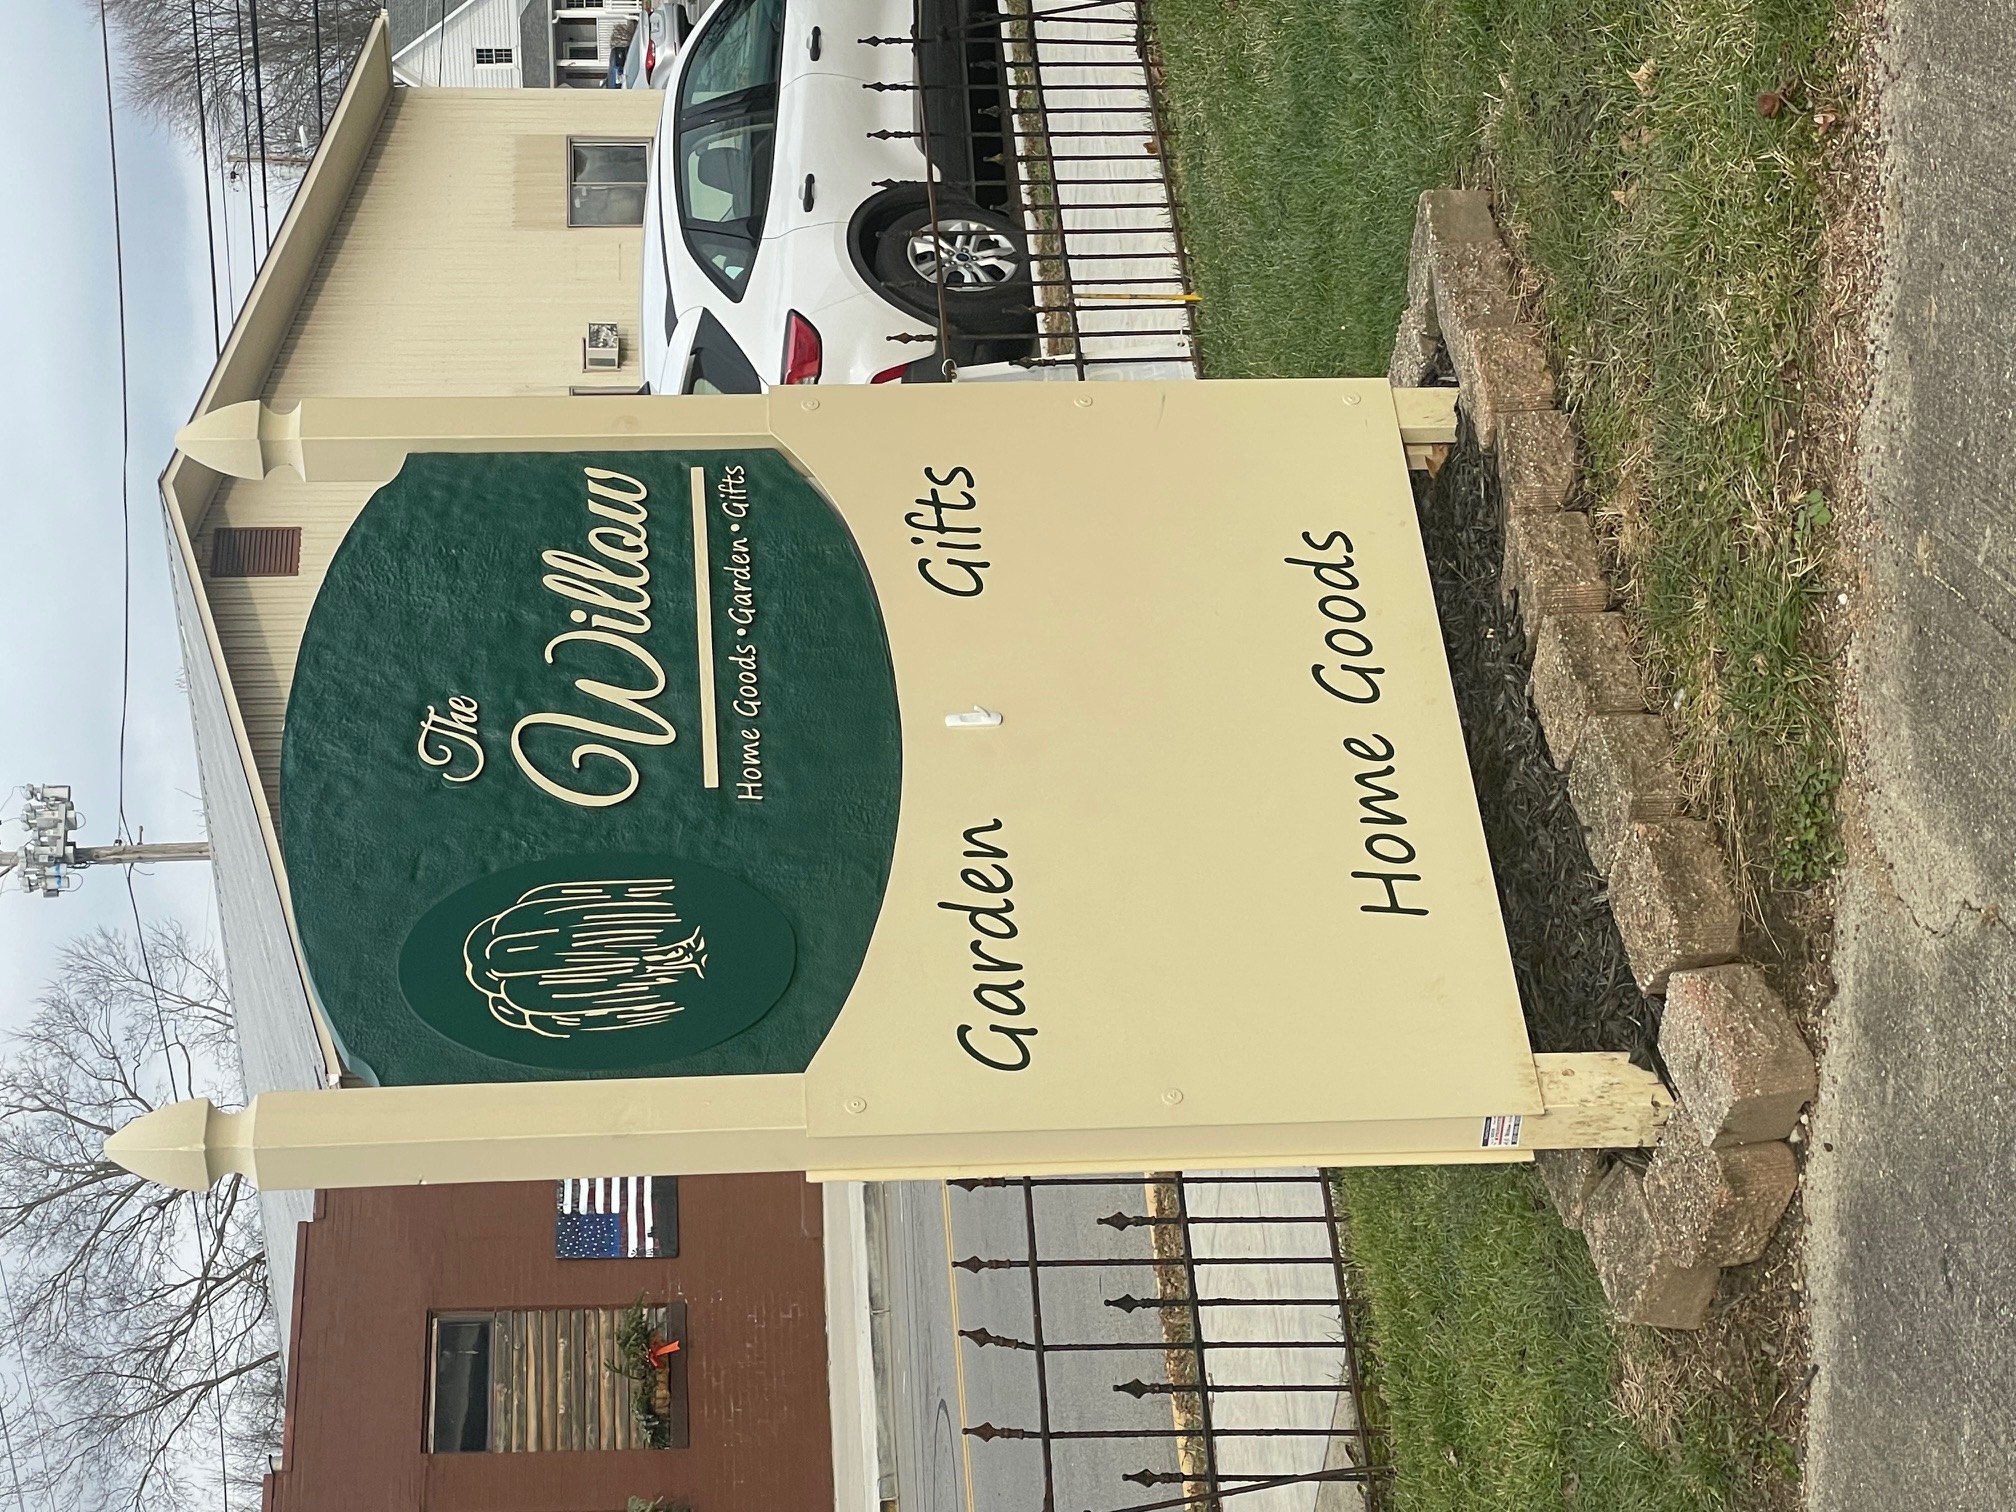 The
Willow
Home Goods • Garden • Gifts
Garden Gifts
Home Goods